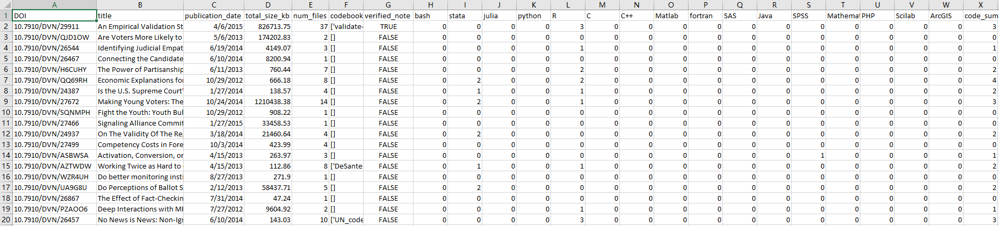 A B C D E F G H I J K L M N O P Q R S T U V W X
1 DOI title publication_date total_size_kb num_files codebook verified_note bash stata julia python R C C++ Matlab fortran SAS Java SPSS Mathemat PHP Scilab ArcGIS code_sum
2 10.7910/DVN/29911 An Empirical Validation St 4/6/2015 826713.75 37 ['validate- TRUE 0 0 0 0 3 0 0 0 0 0 0 0 0 0 0 0 3
3 10.7910/DVN/QJD1OW Are Voters More Likely to 5/6/2013 174202.83 2 [] FALSE 0 0 0 0 0 0 0 0 0 0 0 0 0 0 0 0 0
4 10.7910/DVN/26544 Identifying Judicial Empat 6/19/2014 4149.07 3 [] FALSE 0 0 0 0 1 0 0 0 0 0 0 0 0 0 0 0 1
5 10.7910/DVN/26467 Connecting the Candidate 6/10/2014 8200.94 1 [] FALSE 0 0 0 0 0 0 0 0 0 0 0 0 0 0 0 0 0
6 10.7910/DVN/H6CUHY The Power of Partisanship 6/11/2013 760.44 7 [] FALSE 0 0 0 0 2 0 0 0 0 0 0 0 0 0 0 0 2
7 10.7910/DVN/QQ69RH Economic Explanations fo 10/29/2012 666.18 8 [] FALSE 0 2 0 0 2 0 0 0 0 0 0 0 0 0 0 0 4
8 10.7910/DVN/24387 Is the U.S. Supreme Court' 1/27/2014 138.57 4 [] FALSE 0 1 0 0 1 0 0 0 0 0 0 0 0 0 0 0 2
9 10.7910/DVN/27672 Making Young Voters: The 10/24/2014 1210438.38 14 [] FALSE 0 2 0 0 1 0 0 0 0 0 0 0 0 0 0 0 3
10 10.7910/DVN/SQNMPH Fight the Youth: Youth Bul 10/29/2012 908.22 1 [] FALSE 0 0 0 0 0 0 0 0 0 0 0 0 0 0 0 0 0
11 10.7910/DVN/27466 Signaling Alliance Commit 1/27/2015 33458.53 1 [] FALSE 0 0 0 0 0 0 0 0 0 0 0 0 0 0 0 0 0
12 10.7910/DVN/24937 On The Validity Of The Reg 3/18/2014 21460.64 4 [] FALSE 0 2 0 0 0 0 0 0 0 0 0 0 0 0 0 0 2
13 10.7910/DVN/27499 Competency Costs in Fore 10/3/2014 423.99 4 [] FALSE 0 0 0 0 0 0 0 0 0 0 0 0 0 0 0 0 0
14 10.7910/DVN/ASBWSA Activation, Conversion, or 4/15/2013 263.97 3 [] FALSE 0 0 0 0 0 0 0 0 0 0 0 1 0 0 0 0 1
15 10.7910/DVN/AZTWDW Working Twice as Hard to 4/15/2013 112.86 8 ['DeSante FALSE 0 1 0 0 1 0 0 0 0 0 0 0 0 0 0 0 2
16 10.7910/DVN/WZR4UH Do better monitoring insti 8/27/2013 271.9 1 [] FALSE 0 0 0 0 0 0 0 0 0 0 0 0 0 0 0 0 0
17 10.7910/DVN/UA9G8U Do Perceptions of Ballot S 2/12/2013 58437.71 5 [] FALSE 0 2 0 0 0 0 0 0 0 0 0 0 0 0 0 0 2
18 10.7910/DVN/26867 The Effect of Fact-Checkin 7/31/2014 47.24 1 [] FALSE 0 0 0 0 0 0 0 0 0 0 0 0 0 0 0 0 0
19 10.7910/DVN/PZAOO6 Deep Interactions with MR 7/27/2012 9604.92 2 [] FALSE 0 0 0 0 1 0 0 0 0 0 0 0 0 0 0 0 1
20 10.7910/DVN/26457 No News is News: Non-Ign 6/10/2014 143.03 10 ['UN_code FALSE 0 0 0 0 3 0 0 0 0 0 0 0 0 0 0 0 3